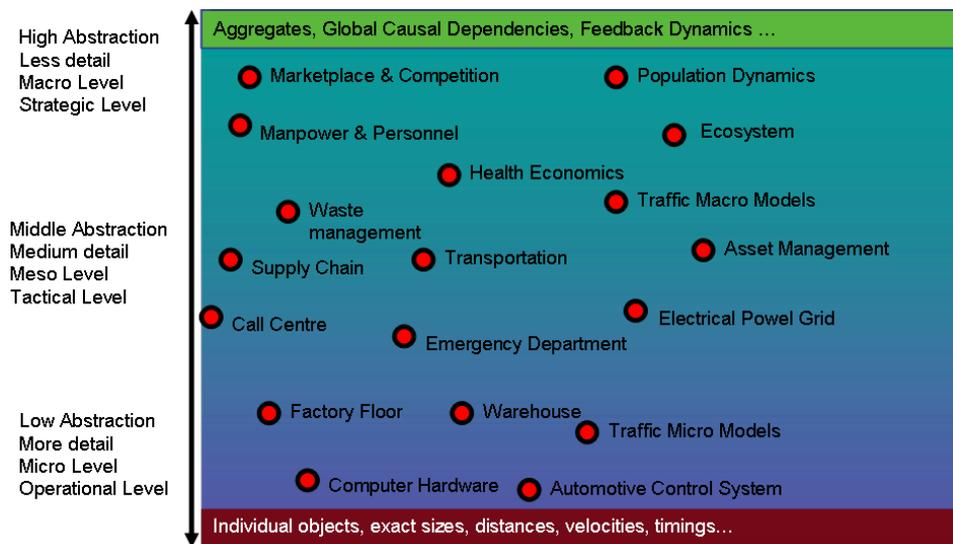 High Abstraction
Less detail
Macro Level
Strategic Level
Aggregates, Global Causal Dependencies, Feedback Dynamics …
Marketplace & Competition
Population Dynamics
Manpower & Personnel
Ecosystem
Health Economics
Traffic Macro Models
Waste
management
Middle Abstraction
Medium detail
Meso Level
Tactical Level
Asset Management
Supply Chain
Transportation
Call Centre
Electrical Powel Grid
Emergency Department
Low Abstraction
More detail
Micro Level
Operational Level
Factory Floor
Warehouse
Traffic Micro Models
Computer Hardware
Automotive Control System
Individual objects, exact sizes, distances, velocities, timings…